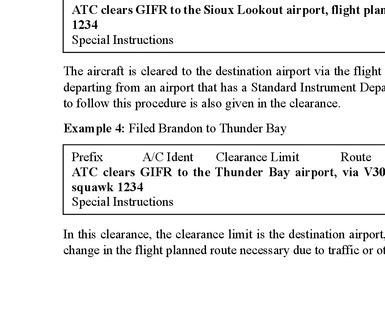 ATC clears GIFR to the Sioux Lookout airport, flight
1234
Special Instructions
The aircraft is cleared to the destination airport via the flight
departing from an airport that has a Standard Instrument
to follow this procedure is also given in the clearance.
Example 4: Filed Brandon to Thunder Bay
Prefix A/C Ident Clearance Limit Route
ATC clears GIFR to the Thunder Bay airport, via
squawk 1234
Special Instructions
In this clearance, the clearance limit is the destination airport,
change in the flight planned route necessary due to traffic or